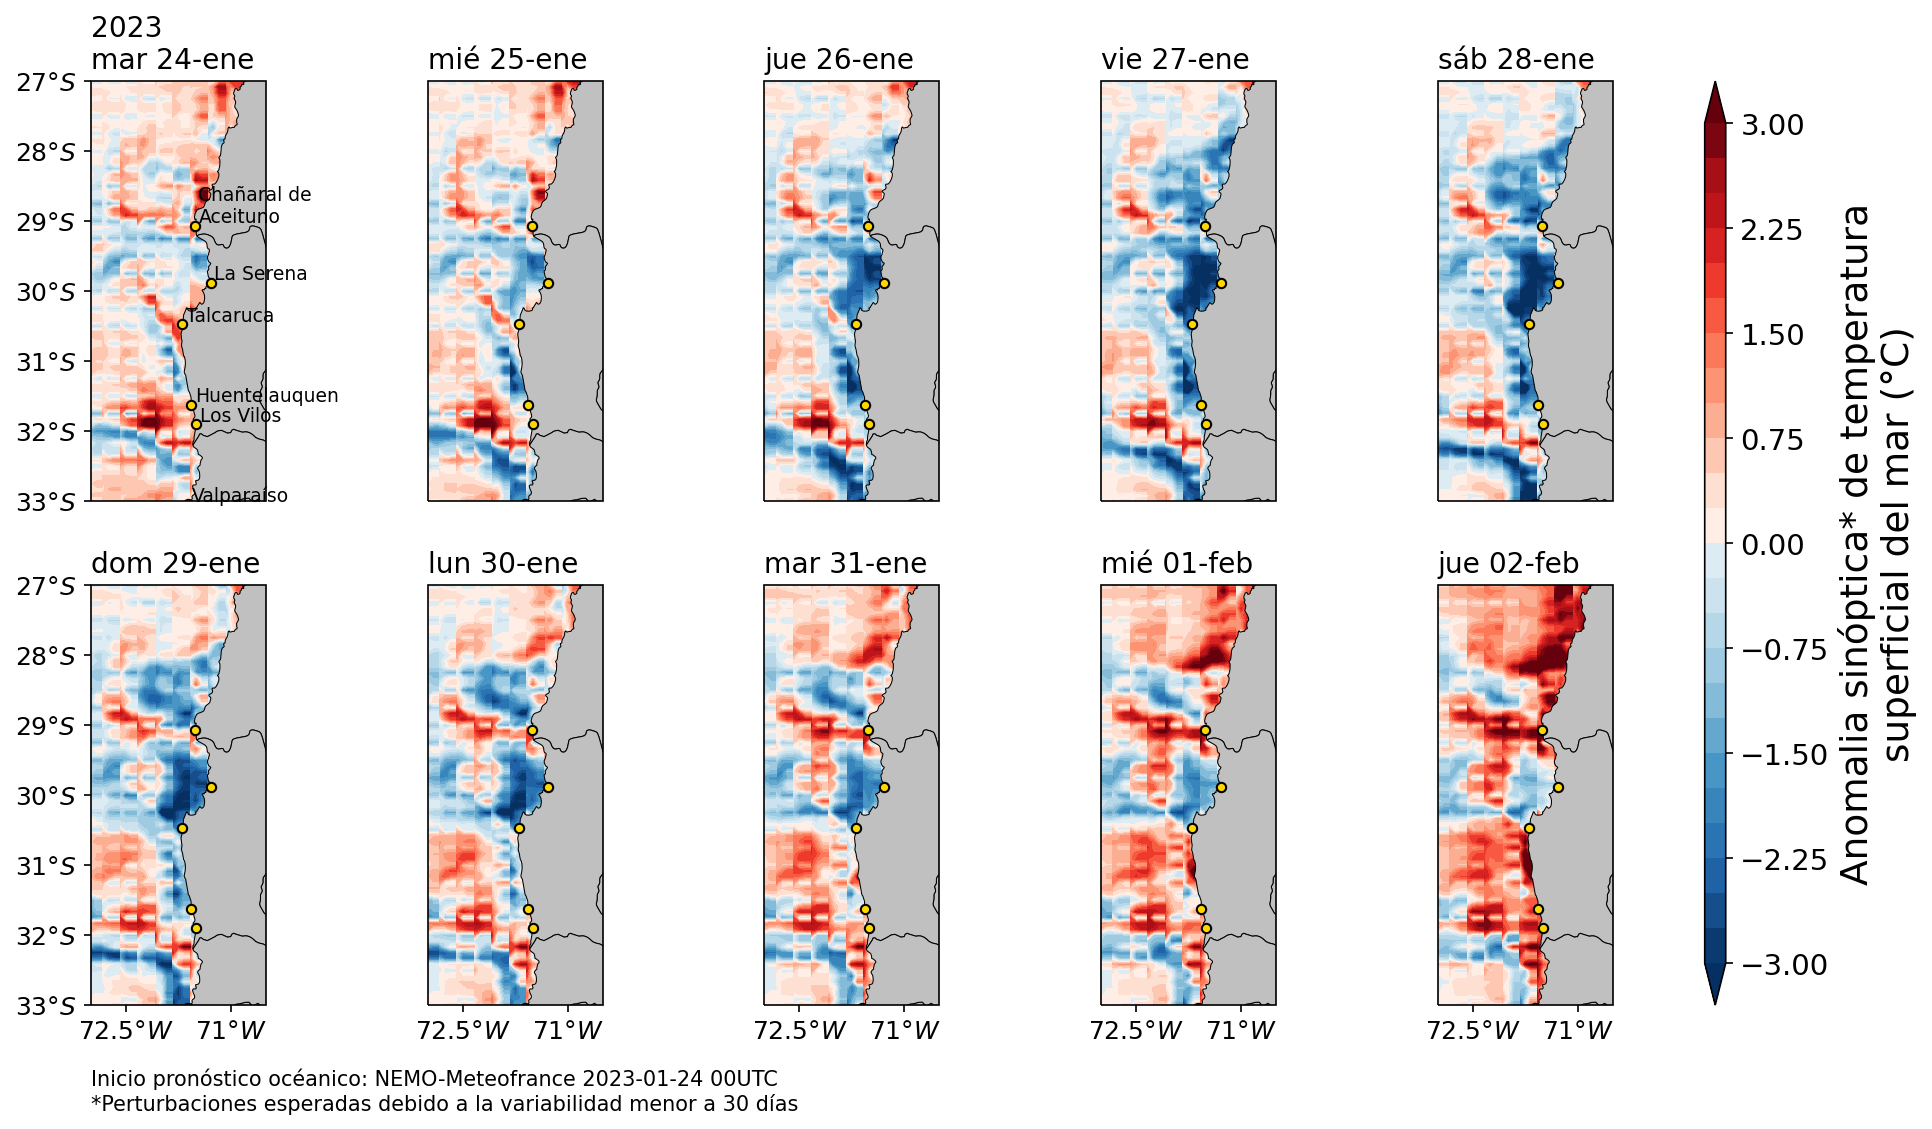 2023
mar 24-ene
mié 25-ene
jue 26-ene
vie 27-ene
sáb 28-ene
27°S
28°S
29°S
30°S
31°S
32°S
33°S
Chañaral de
Aceituno
La Serena
Talcaruca
Huentelauquen
Los Vilos
Valparaíso
dom 29-ene
lun 30-ene
mar 31-ene
mié 01-feb
jue 02-feb
27°S
28°S
29°S
30°S
31°S
32°S
33°S
72.5°W 71°W
72.5°W 71°W
72.5°W 71°W
72.5°W 71°W
72.5°W 71°W
3.00
2.25
1.50
0.75
0.00
−0.75
−1.50
−2.25
−3.00
Anomalia sinóptica* de temperatura
superficial del mar (°C)
Inicio pronóstico océanico: NEMO-Meteofrance 2023-01-24 00UTC
*Perturbaciones esperadas debido a la variabilidad menor a 30 días